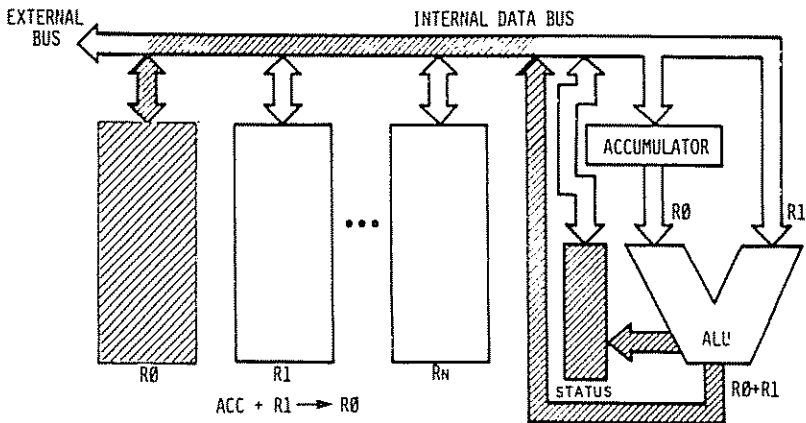 EXTERNAL
BUS
INTERNAL DATA BUS
ACCUMULATOR
RØ
R1
•••
ALU
RØ
R1
RN
STATUS
RØ+R1
ACC + R1 → RØ